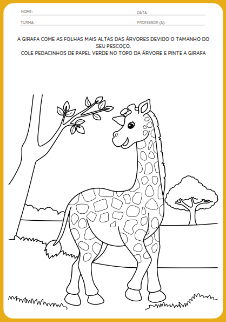 NOME:
DATA:
TURMA:
PROFESSOR (A):
A GIRAFA COME AS FOLHAS MAIS ALTAS DAS ÁRVORES DEVIDO O TAMANHO DO
SEU PESCOÇO.
COLE PEDACINHOS DE PAPEL VERDE NO TOPO DA ÁRVORE E PINTE A GIRAFA